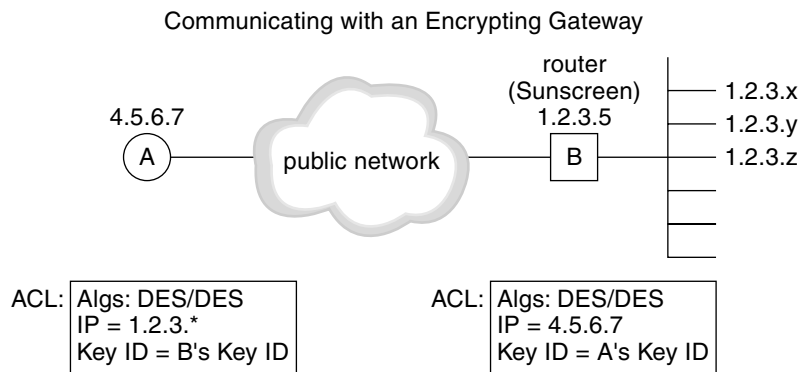 Communicating with an Encrypting Gateway
router
(Sunscreen)
1.2.3.5
4.5.6.7
A
public network
B
1.2.3.x
1.2.3.y
1.2.3.z
ACL: Algs: DES/DES
IP = 1.2.3.*
Key ID = B's Key ID
ACL: Algs: DES/DES
IP = 4.5.6.7
Key ID = A's Key ID